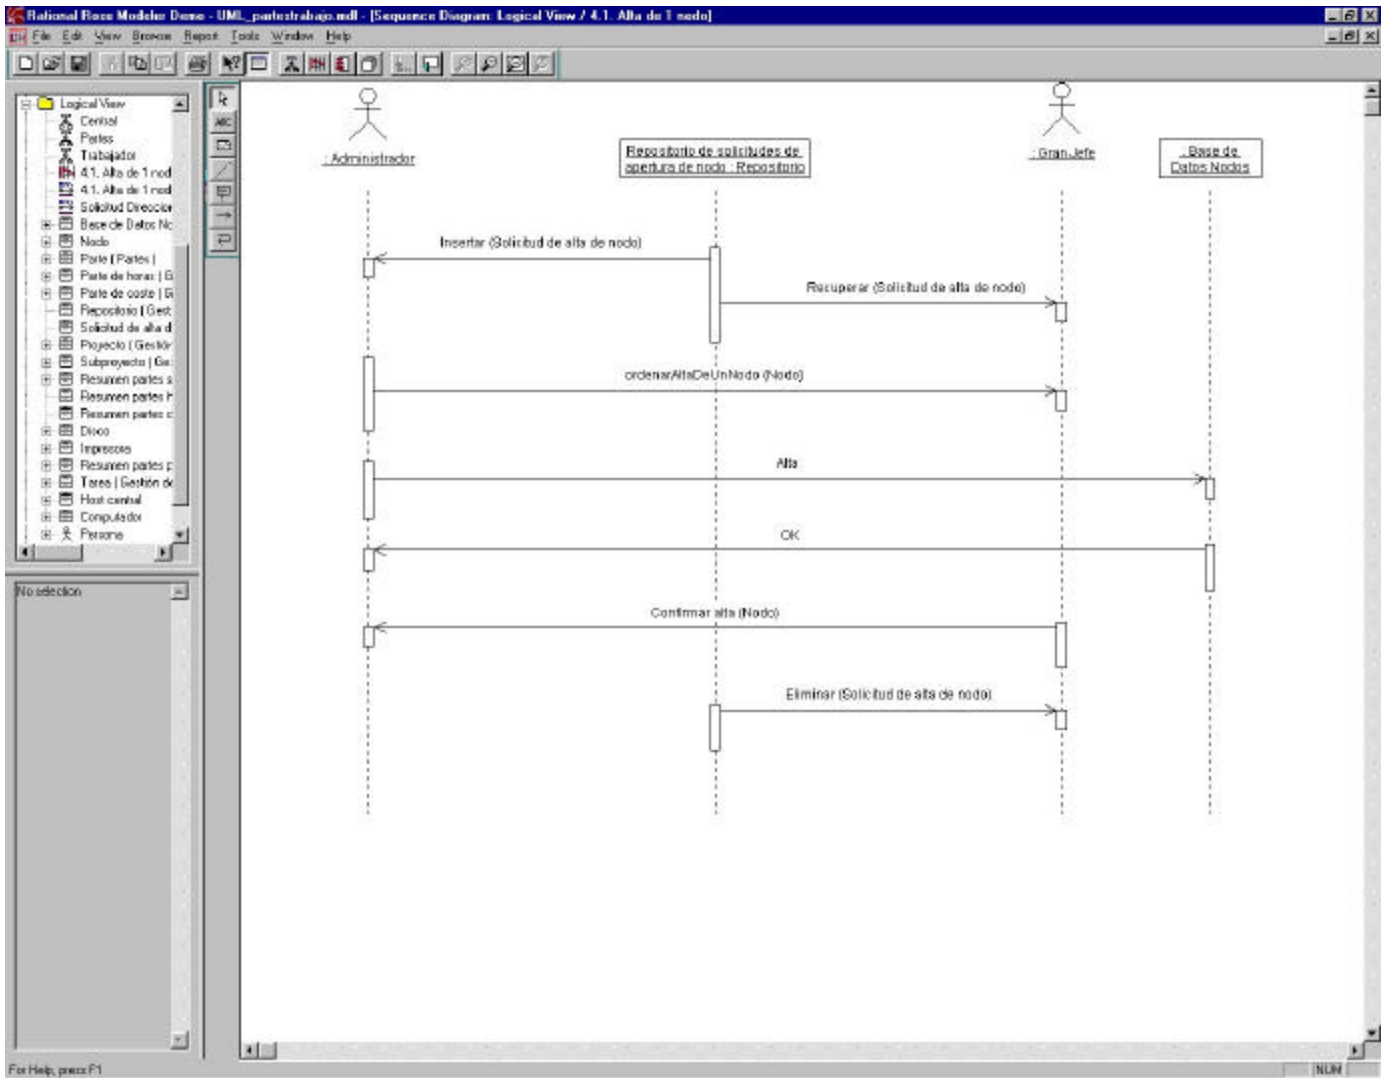 Rational Rose Modeler Demo - UML_partestrabajo.mdl - [Sequence Diagram: Logical View / 4.1. Alta de 1 nodo]
File Edit View Browse Report Tools Window Help
ABC
Logical View
Central
Partes
Trabajador
4.1. Alta de 1 nod
4.1. Alta de 1 nod
Solicitud Direccion
Base de Datos No
Nodo
Parte ( Partes )
Parte de horas ( G
Parte de coste ( G
Repositorio ( Gest
Solicitud de alta d
Proyecto ( Gestiór
Subproyecto ( Ge
Resumen partes s
Resumen partes h
Resumen partes c
Disco
Impresora
Resumen partes p
Tarea ( Gestión de
Host central
Computador
Persona
No selection
: Administrador
Repositorio de solicitudes de
apertura de nodo : Repositorio
: Gran Jefe
: Base de
Datos Nodos
Insertar (Solicitud de alta de nodo)
Recuperar (Solicitud de alta de nodo)
ordenarAltaDeUnNodo (Nodo)
Alta
OK
Confirmar alta (Nodo)
Eliminar (Solicitud de alta de nodo)
For Help, press F1
NUM